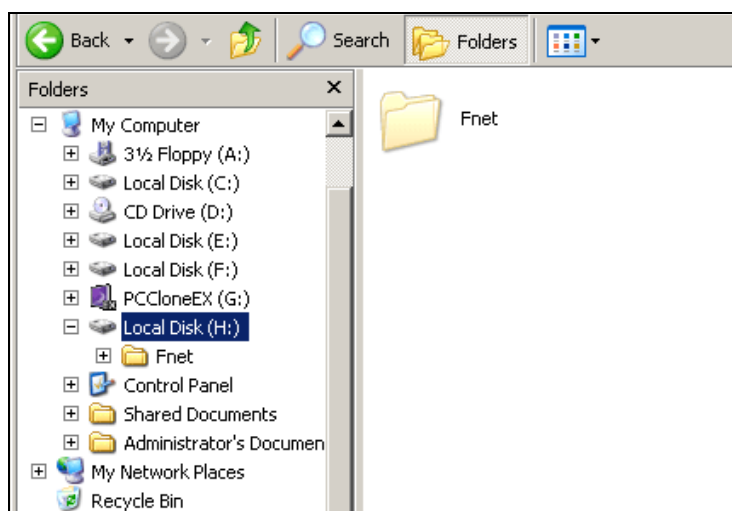 Back
Search
Folders
Folders
My Computer
3½ Floppy (A:)
Local Disk (C:)
CD Drive (D:)
Local Disk (E:)
Local Disk (F:)
PCCloneEX (G:)
Local Disk (H:)
Fnet
Control Panel
Shared Documents
Administrator's Documen
My Network Places
Recycle Bin
Fnet